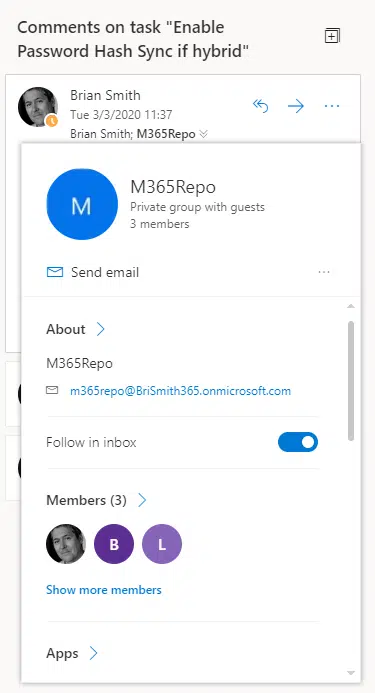 Comments on task "Enable
Password Hash Sync if hybrid"
Brian Smith
Tue 3/3/2020 11:37
Brian Smith; M365Repo
M
M365Repo
Private group with guests
3 members
Send email
About
M365Repo
m365repo@BriSmith365.onmicrosoft.com
Follow in inbox
Members (3)
B L
Show more members
Apps